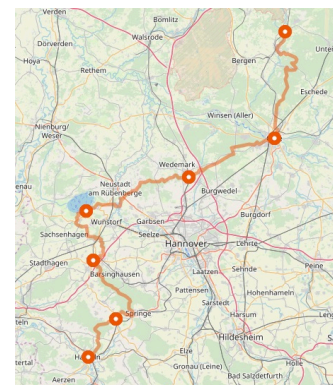 Verden
Bomlitz
Dörverden
Walsrode
Hoya
Rethem
Bergen
Unter
Eschede
Winsen (Aller)
Nienburg/
Weser
Wedemark
Neustadt
am Rübenberge
Burgwedel
enau
Wunstorf
Garbsen
Burgdorf
Sachsenhagen
Seelze
Hannover
Lehrte
Stadthagen
Barsinghausen
Laatzen
Sehnde
Peine
Pattensen
Hohenhameln
Sarstedt
Springe
Harsum
Hildesheim
Elze
Gronau (Leine)
Aerzen
Bad Salzdetfurth